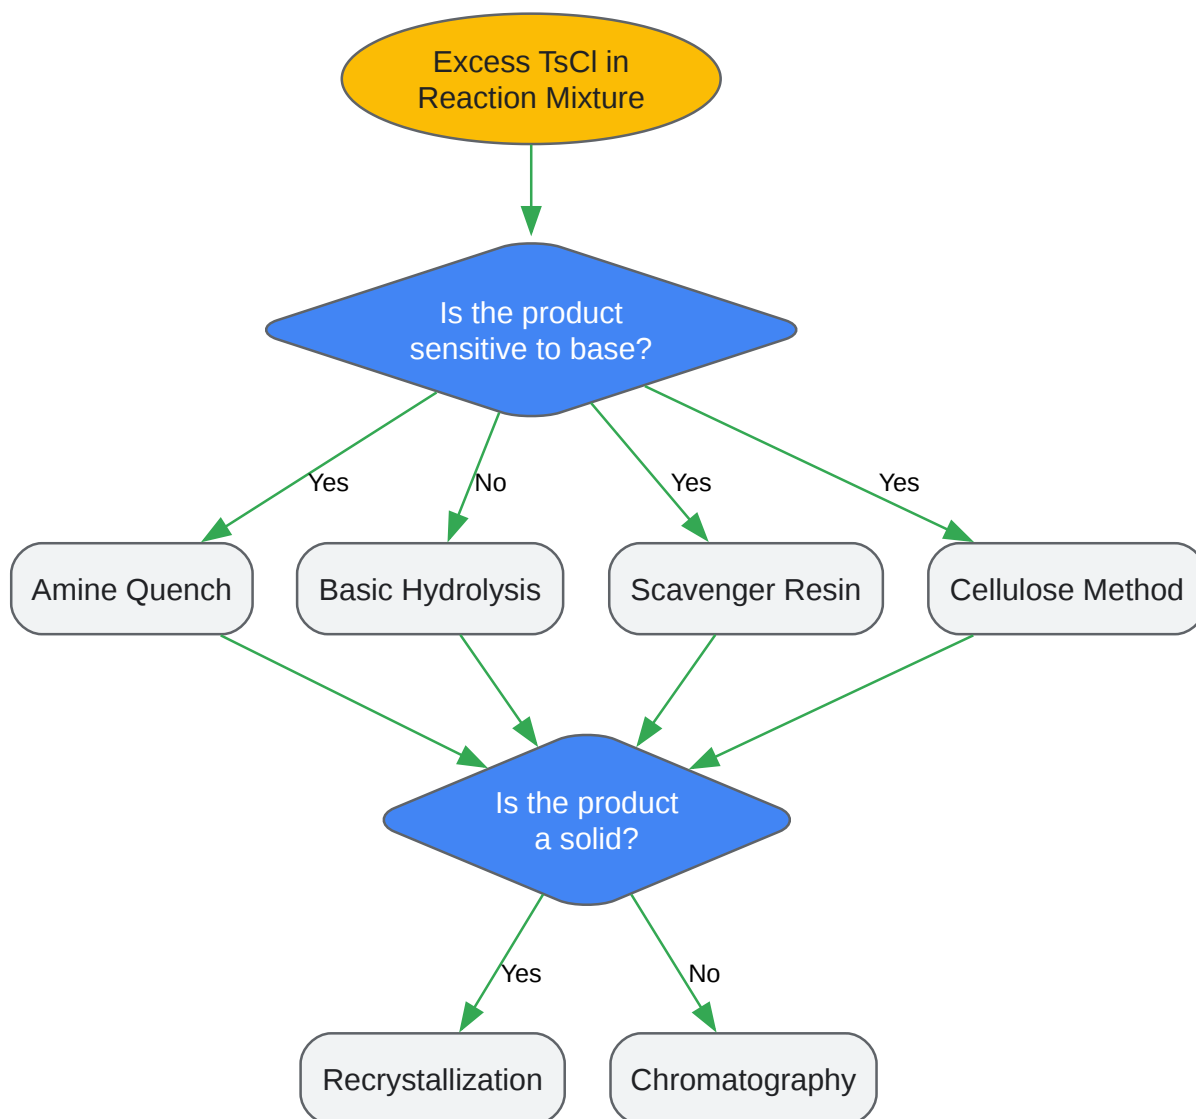 Excess TsCl in
Reaction Mixture
Is the product
sensitive to base?
Yes
No
Yes
Yes
Amine Quench
Basic Hydrolysis
Scavenger Resin
Cellulose Method
Is the product
a solid?
Yes
No
Recrystallization
Chromatography